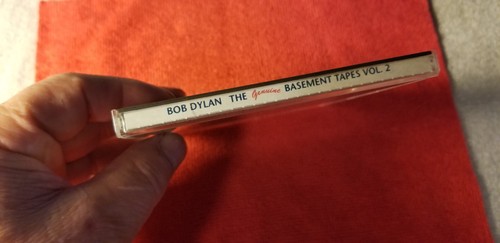 BOB DYLAN THE Genuine BASEMENT TAPES VOL. 2